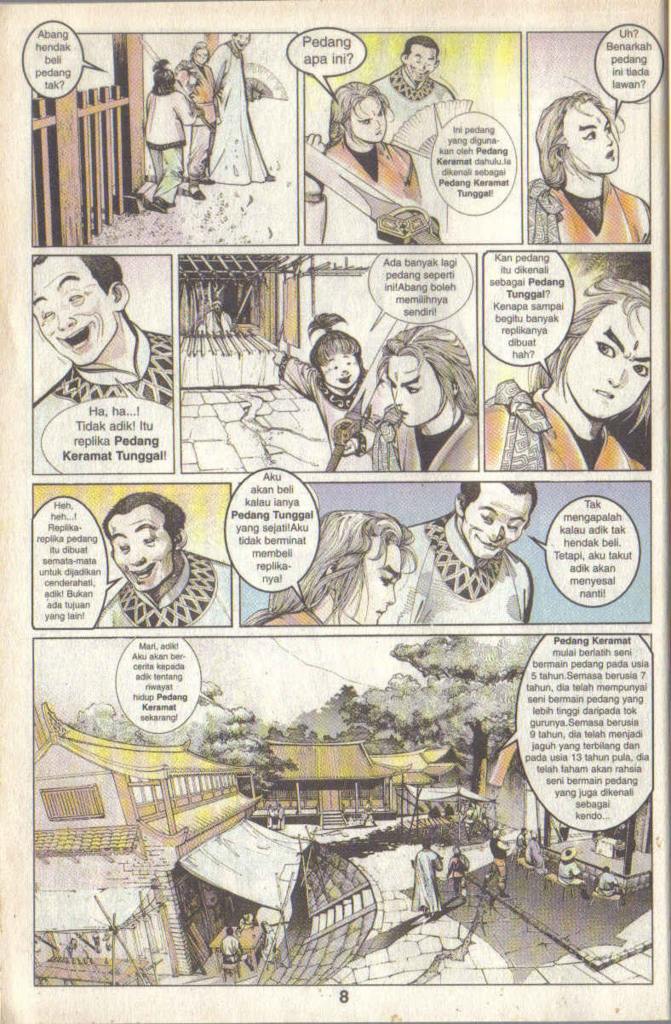 Abang
hendak
beli
pedang
tak?
Pedang
apa ini?
Ini pedang
yang diguna-
kan oleh Pedang
Keramat dahulu.Ia
dikenali sebagai
Pedang Keramat
Tunggal!
Uh?
Benarkah
pedang
ini tiada
lawan?
Ha, ha...!
Tidak adik! Itu
replika Pedang
Keramat Tunggal!
Ada banyak lagi
pedang seperti
ini!Abang boleh
memilihnya
sendiri!
Kan pedang
itu dikenali
sebagai Pedang
Tunggal?
Kenapa sampai
begitu banyak
replikanya
dibuat
hah?
Heh,
heh...!
Replika-
replika pedang
itu dibuat
semata-mata
untuk dijadikan
cenderahati,
adik! Bukan
ada tujuan
yang lain!
Aku
akan beli
kalau ianya
Pedang Tunggal
yang sejati!Aku
tidak berminat
membeli
replika-
nya!
Tak
mengapalah
kalau adik tak
hendak beli.
Tetapi, aku takut
adik akan
menyesal
nanti!
Mari, adik!
Aku akan ber-
cerita kepada
adik tentang
riwayat
hidup Pedang
Keramat
sekarang!
Pedang Keramat
mulai berlatih seni
bermain pedang pada usia
5 tahun.Semasa berusia 7
tahun, dia telah mempunyai
seni bermain pedang yang
lebih tinggi daripada tok
gurunya.Semasa berusia
9 tahun, dia telah menjadi
jaguh yang terbilang dan
pada usia 13 tahun pula, dia
telah faham akan rahsia
seni bermain pedang
yang juga dikenali
sebagai
kendo...
8